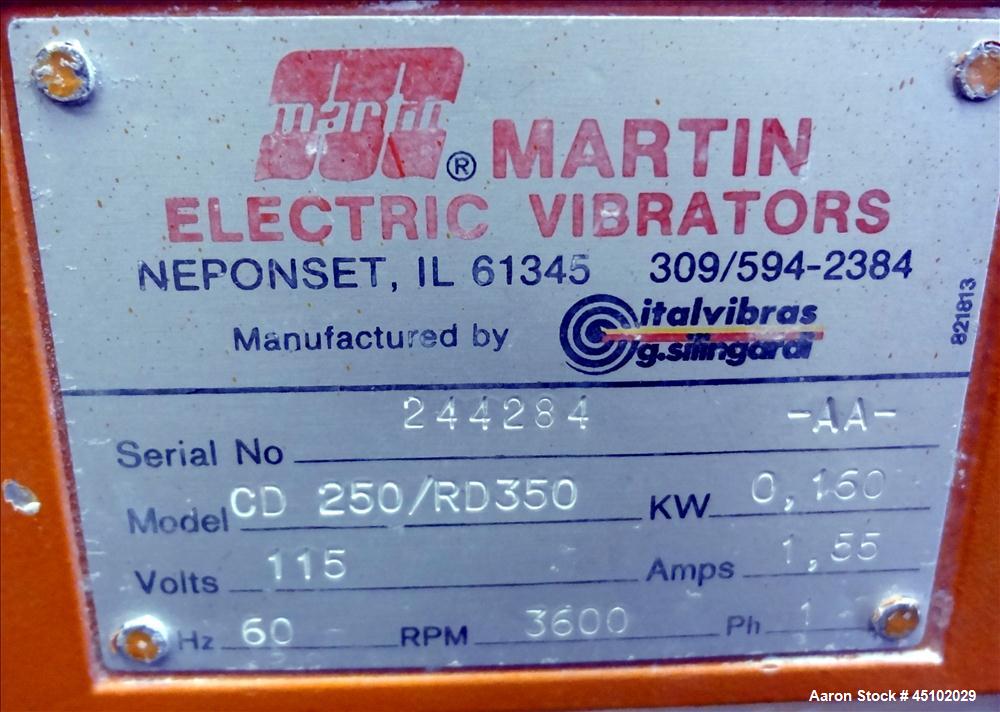 martin
® MARTIN
ELECTRIC VIBRATORS
NEPONSET, IL 61345 309/594-2384
Manufactured by italvibras
g.silingardi
821813
Serial No 244284 -AA-
Model CD 250/RD350 KW 0,160
Volts 115 Amps 1,55
Hz 60 RPM 3600 Ph 1
Aaron Stock # 45102029